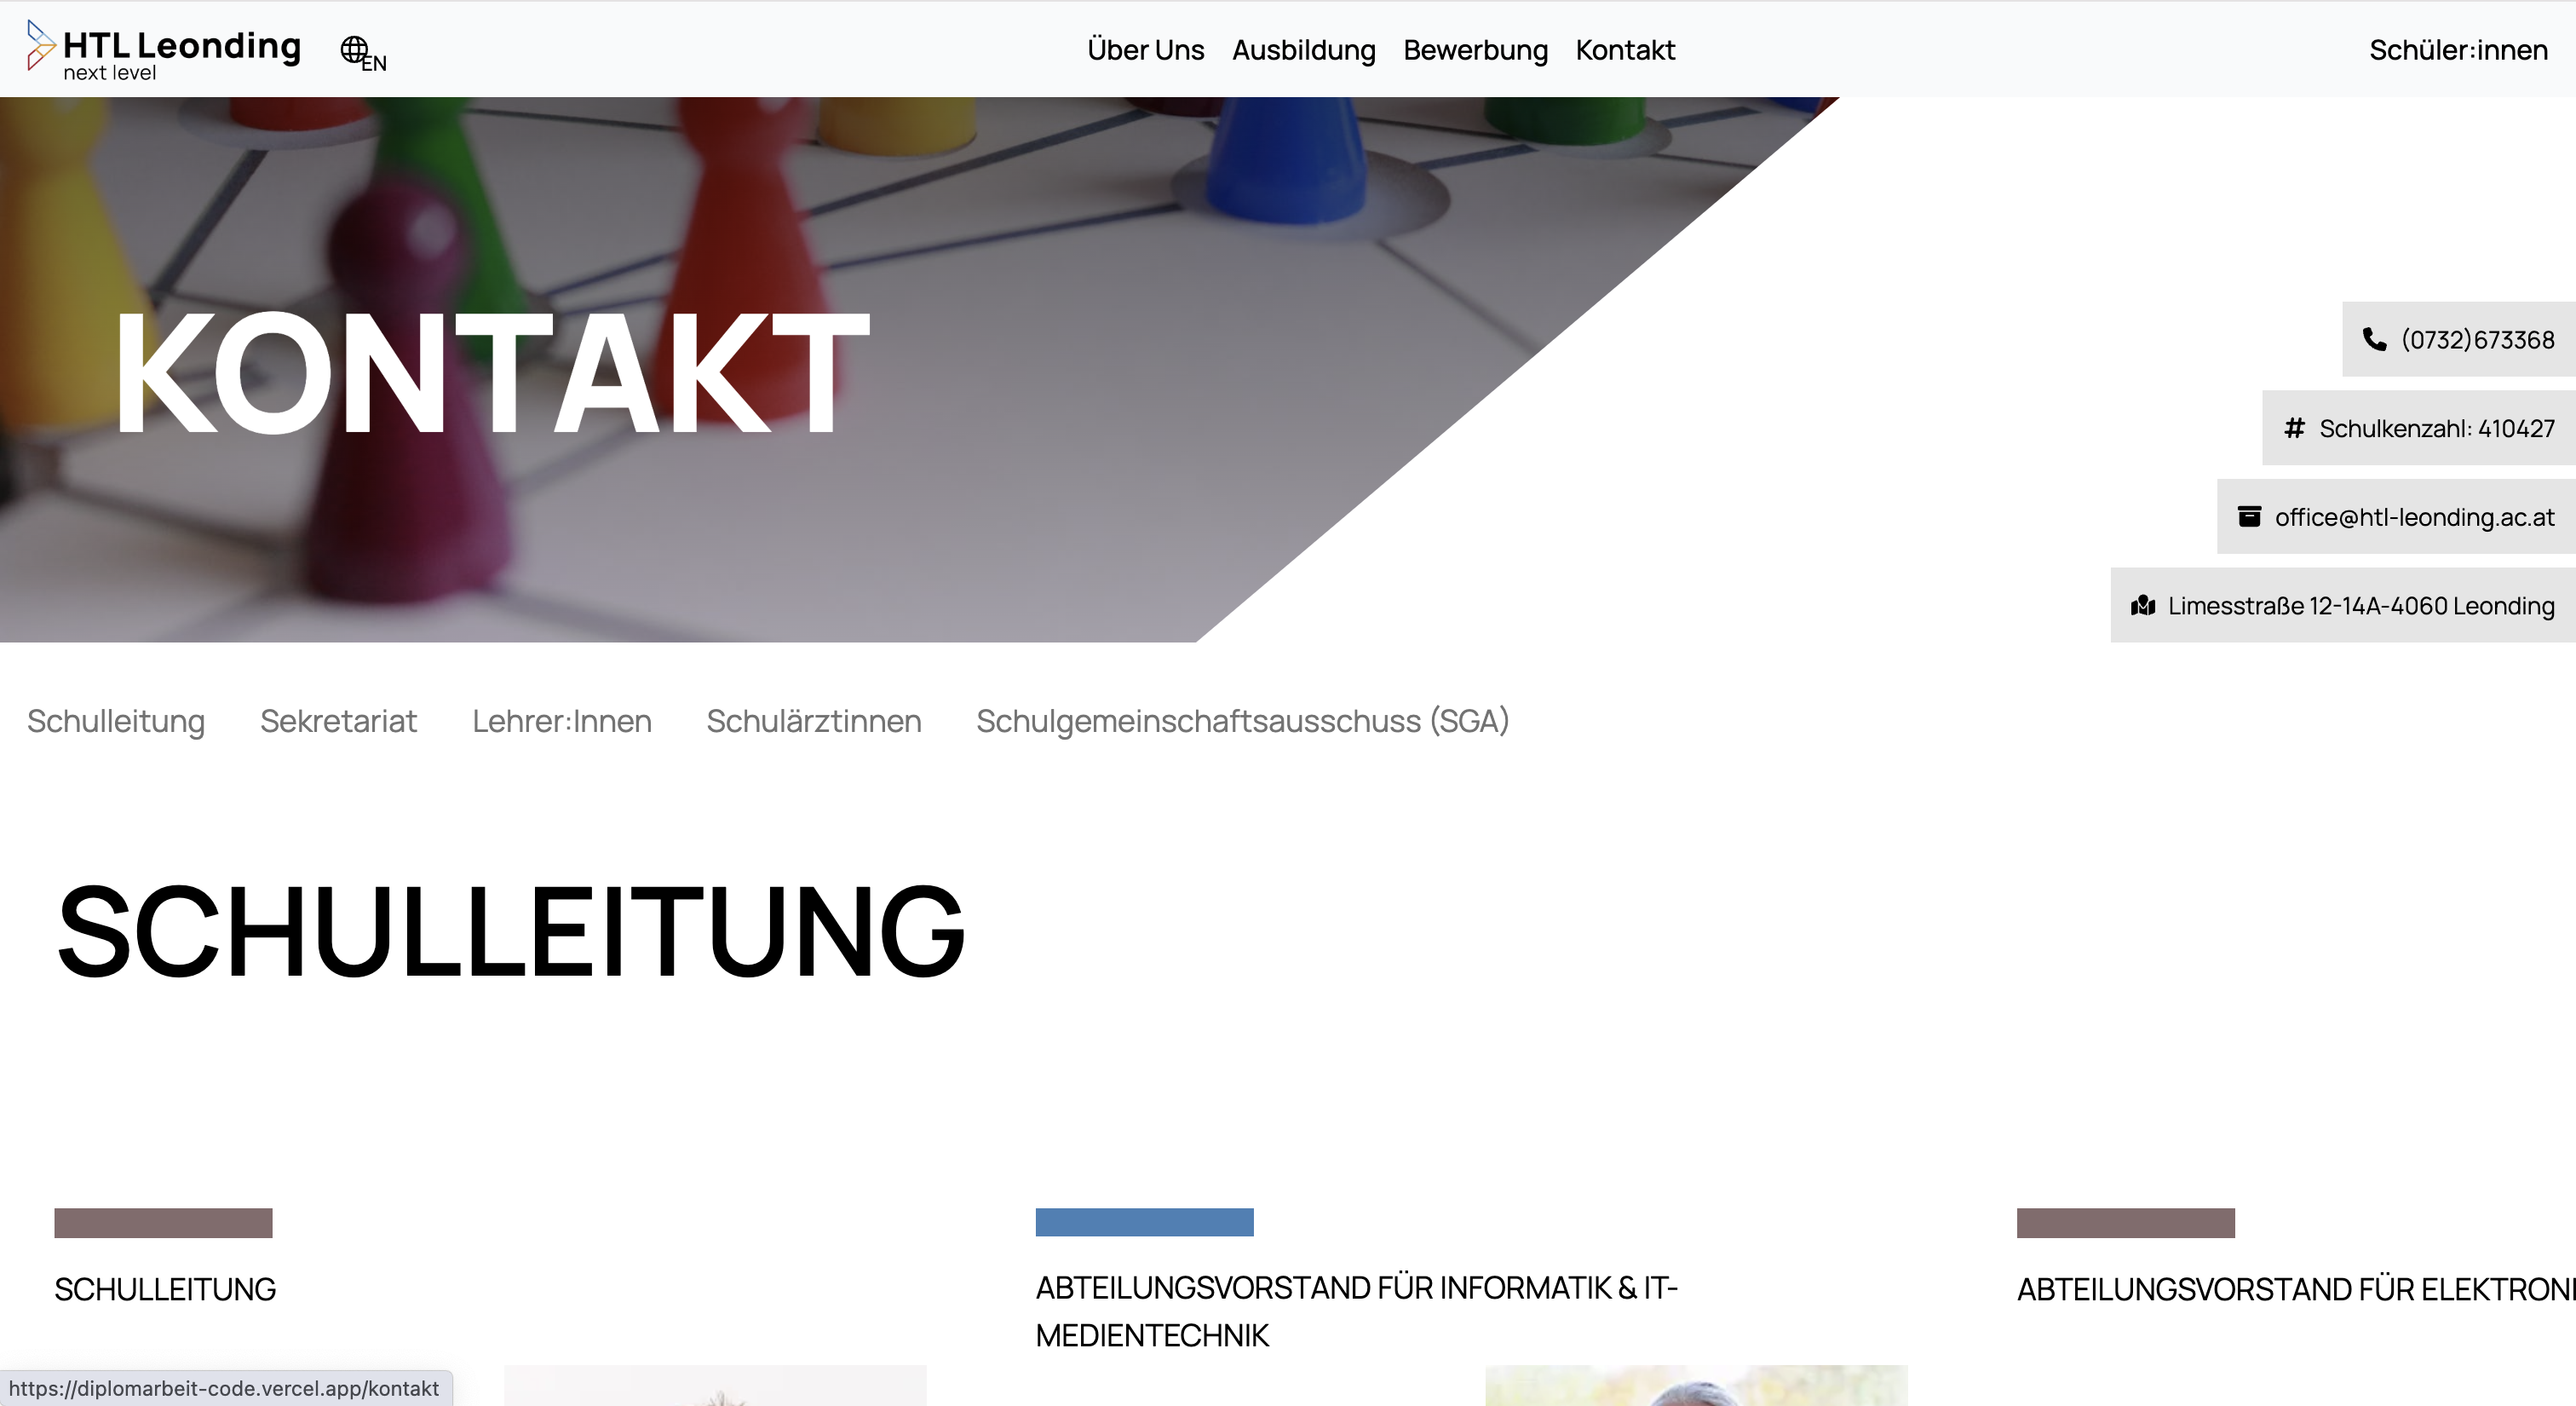 HTL Leonding
next level
EN
Über Uns Ausbildung Bewerbung Kontakt
Schüler:innen
KONTAKT
(0732)673368
# Schulkenzahl: 410427
office@htl-leonding.ac.at
Limesstraße 12-14A-4060 Leonding
Schulleitung Sekretariat Lehrer:Innen Schulärztinnen Schulgemeinschaftsausschuss (SGA)
SCHULLEITUNG
SCHULLEITUNG
ABTEILUNGSVORSTAND FÜR INFORMATIK & IT-
MEDIENTECHNIK
ABTEILUNGSVORSTAND FÜR ELEKTRONI
https://diplomarbeit-code.vercel.app/kontakt